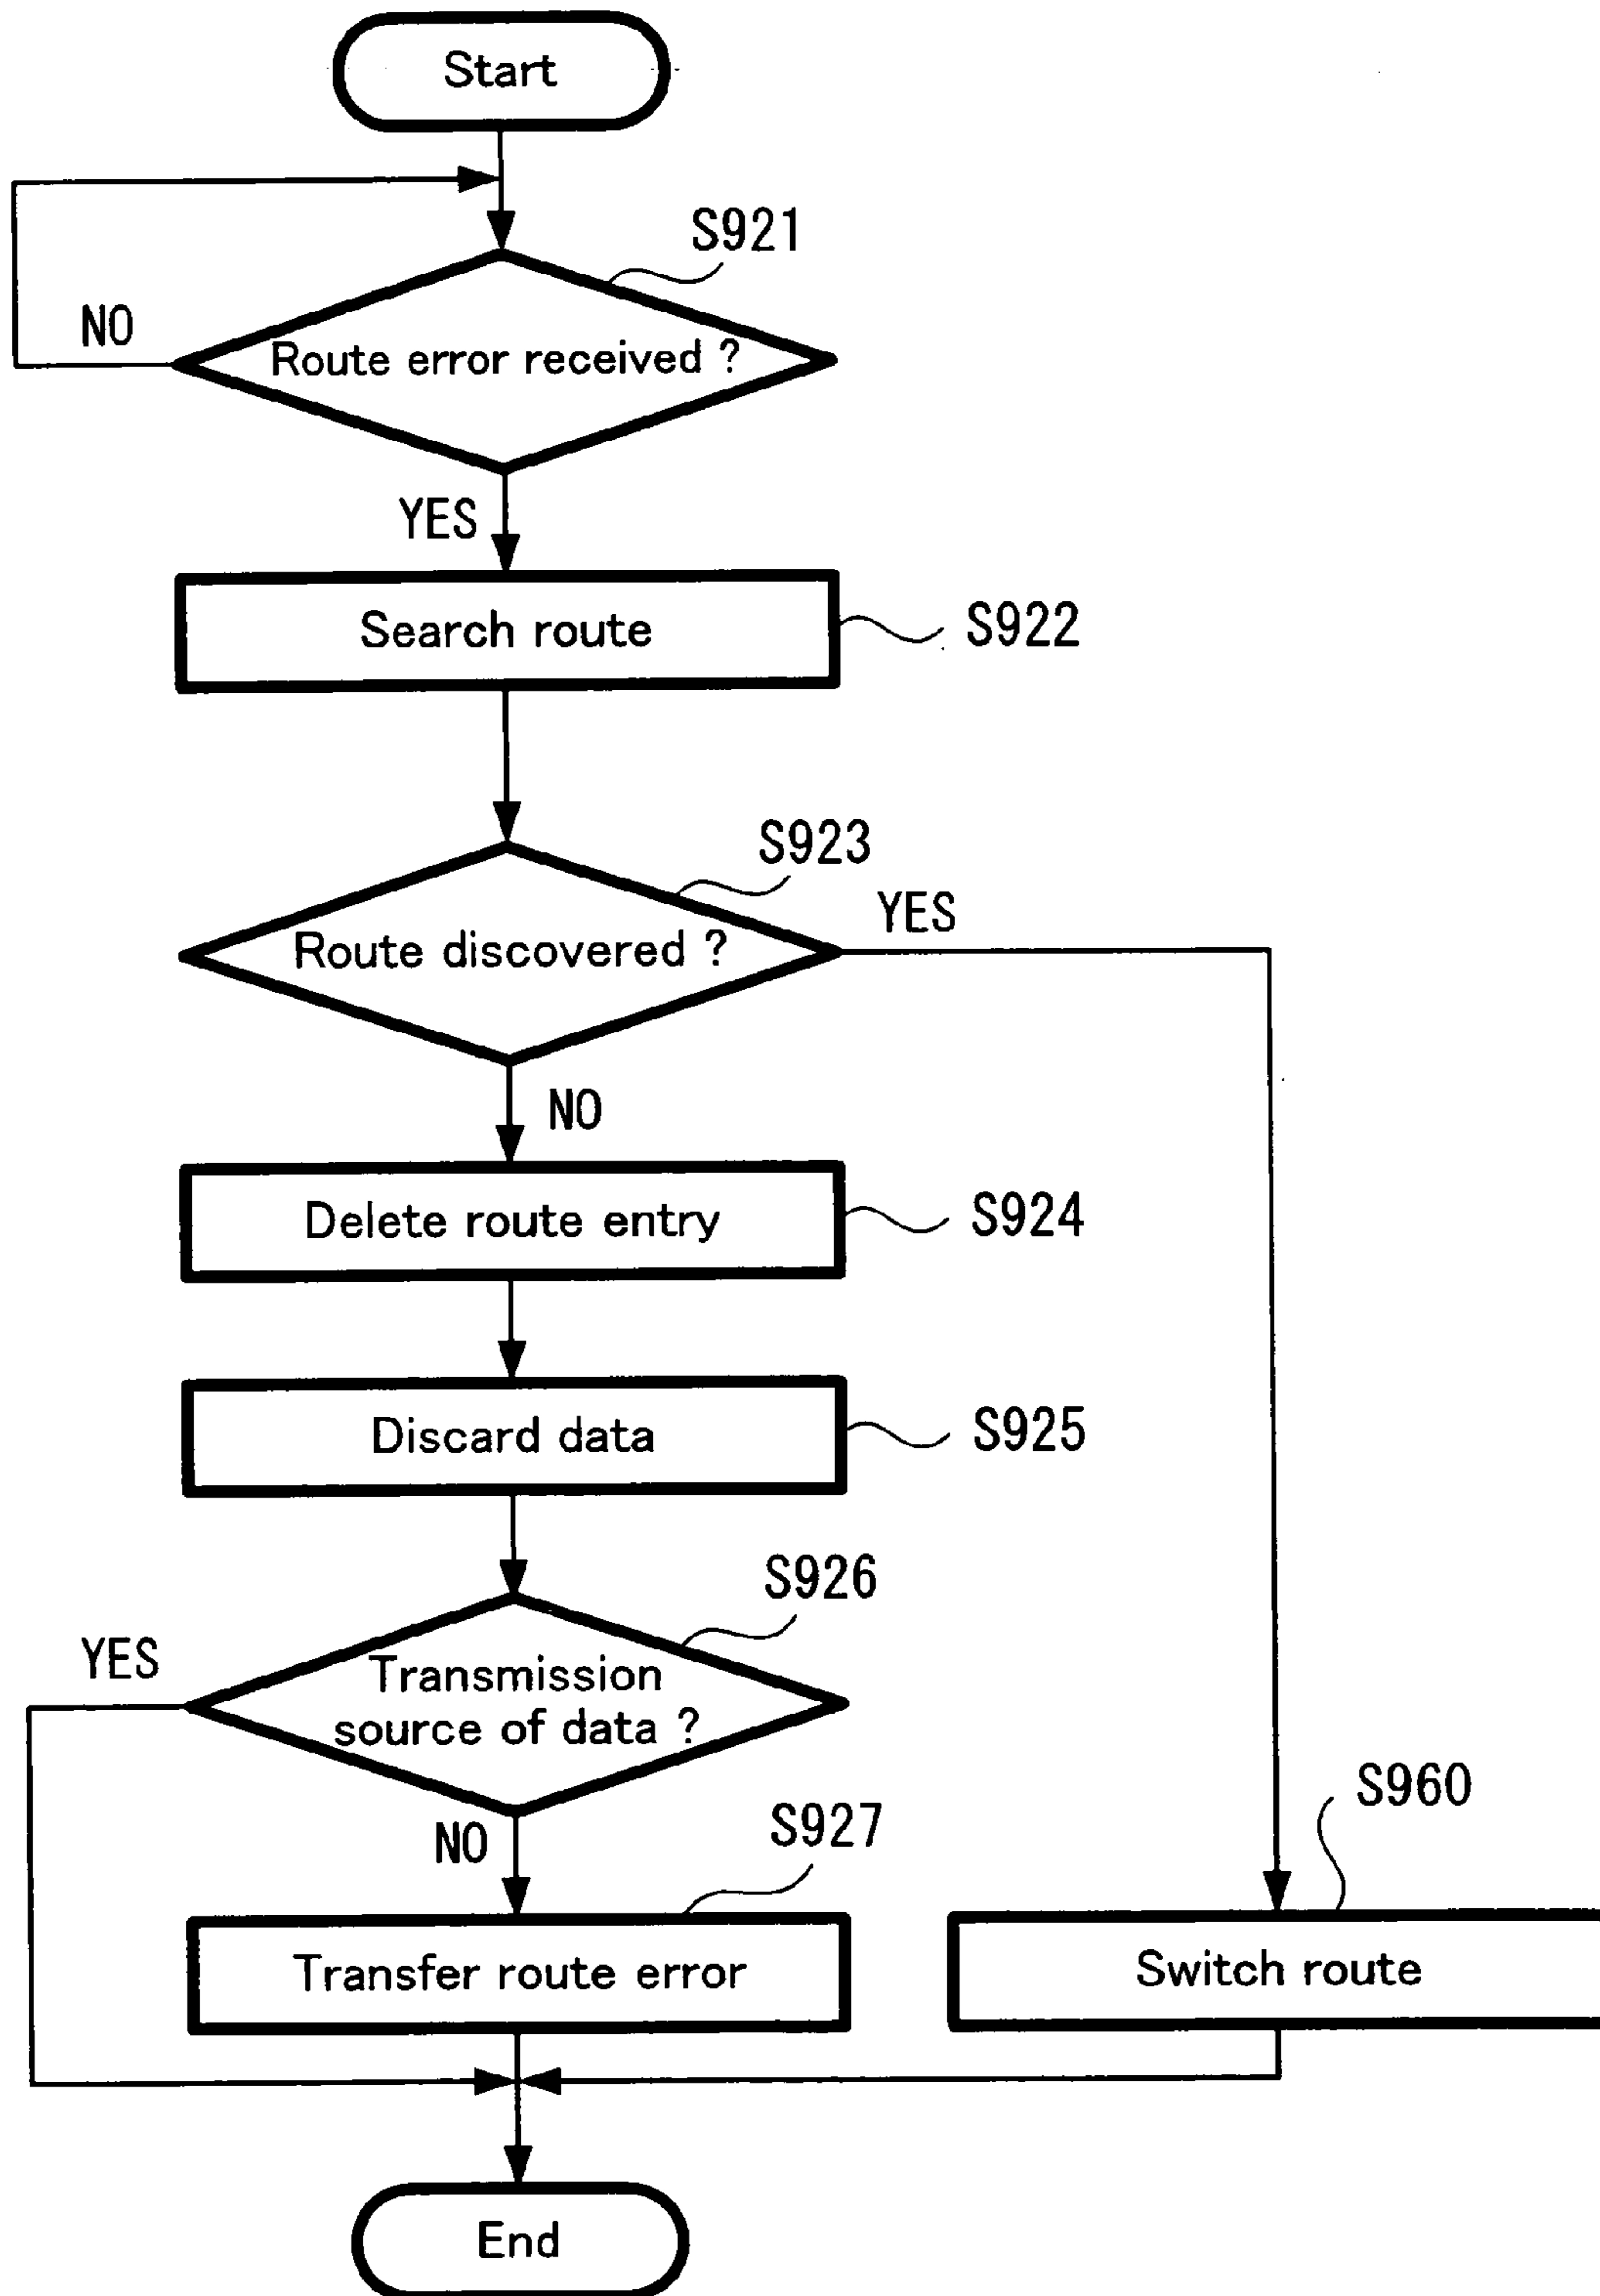 Start
S921
NO
Route error received ?
YES
Search route
S922
S923
YES
Route discovered ?
NO
Delete route entry
S924
Discard data
S925
S926
YES
Transmission
source of data ?
S960
NO
S927
Transfer route error
Switch route
End